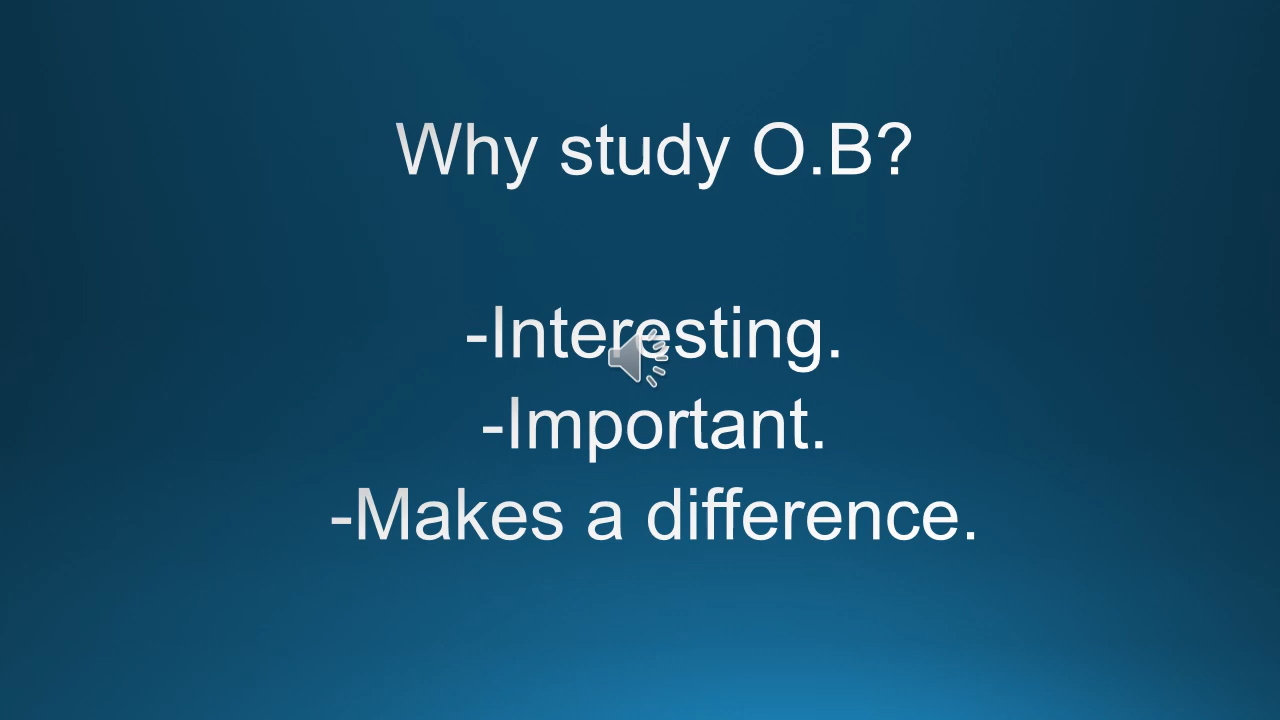 Why study O.B?
-Interesting.
-Important.
-Makes a difference.